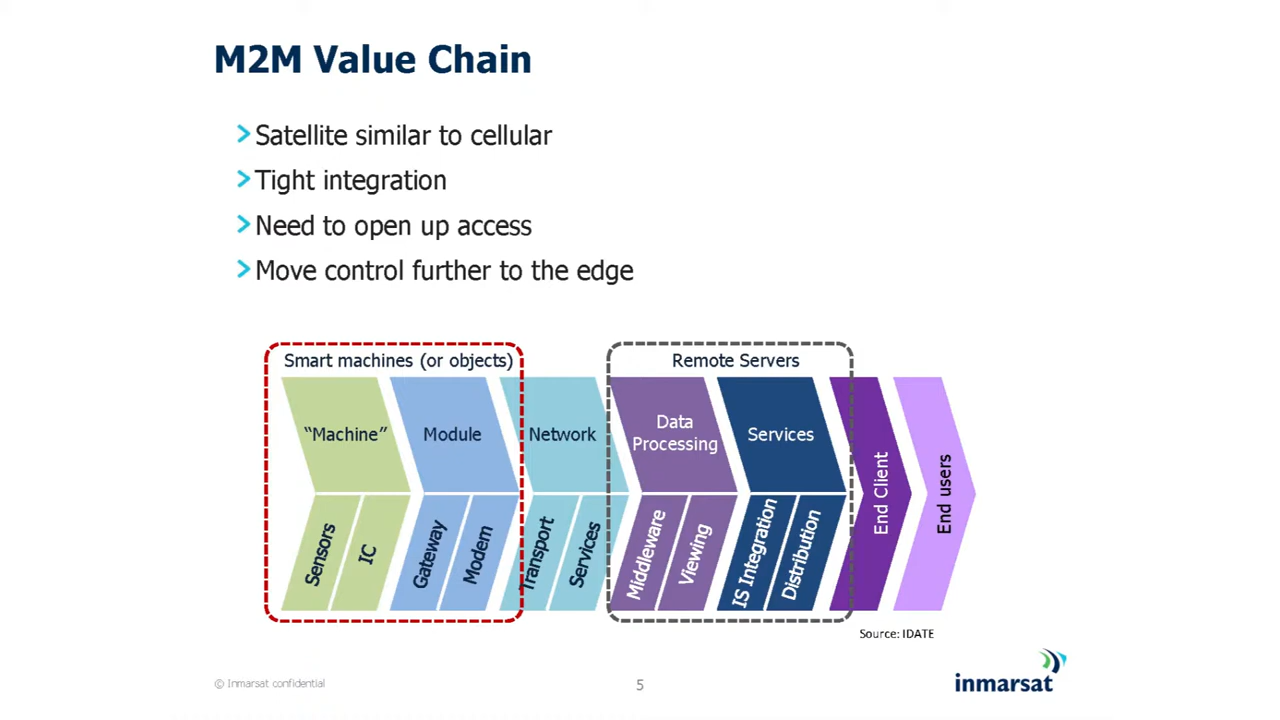 M2M Value Chain
Satellite similar to cellular
Tight integration
Need to open up access
Move control further to the edge
Smart machines (or objects)
Remote Servers
“Machine”
Module
Network
Data
Processing
Services
End Client
End users
Sensors
IC
Gateway
Modem
Transport
Services
Middleware
Viewing
IS Integration
Distribution
Source: IDATE
© Inmarsat confidential
5
inmarsat